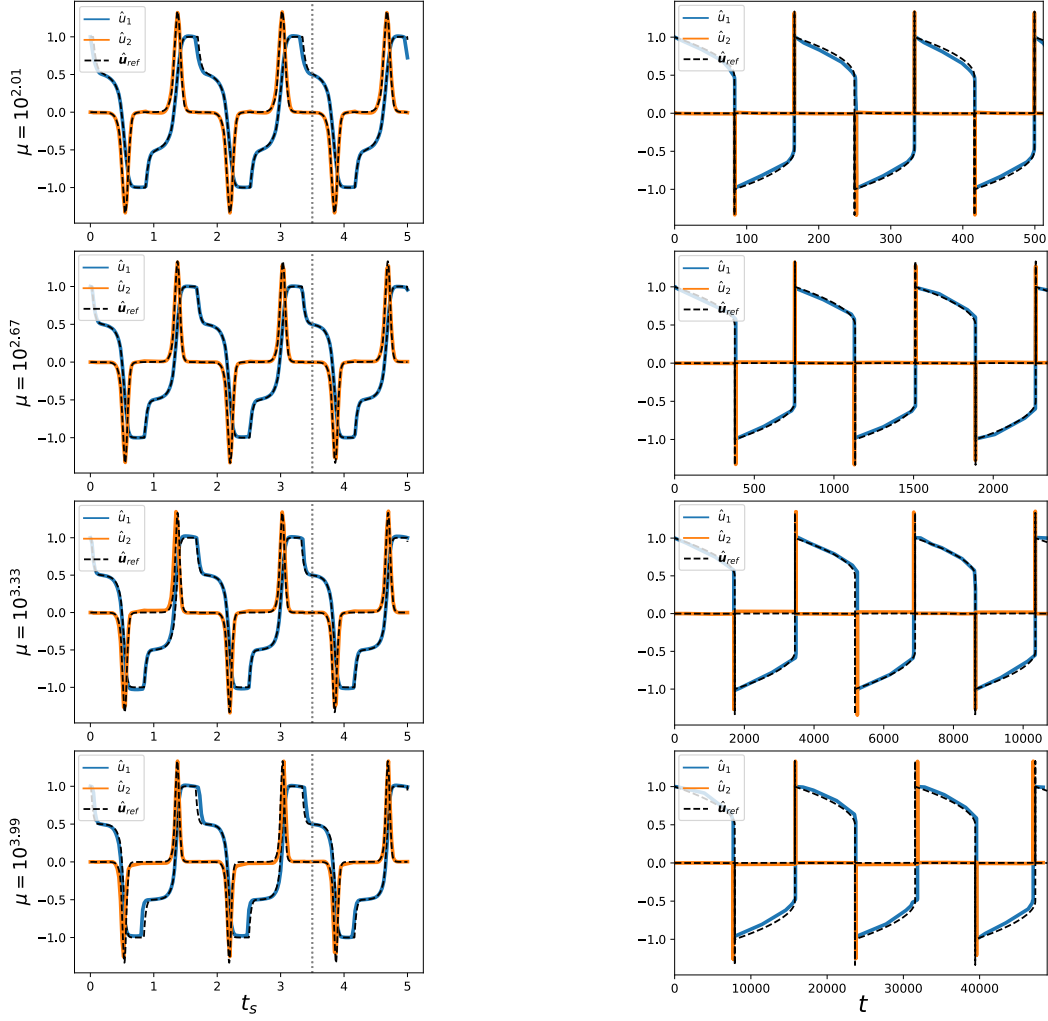 û₁
û₂
û_ref
1.0
0.5
0.0
−0.5
−1.0
μ = 10^2.01
0 1 2 3 4 5
û₁
û₂
û_ref
1.0
0.5
0.0
−0.5
−1.0
0 100 200 300 400 500
û₁
û₂
û_ref
1.0
0.5
0.0
−0.5
−1.0
μ = 10^2.67
0 1 2 3 4 5
û₁
û₂
û_ref
1.0
0.5
0.0
−0.5
−1.0
0 500 1000 1500 2000
û₁
û₂
û_ref
1.0
0.5
0.0
−0.5
−1.0
μ = 10^3.33
0 1 2 3 4 5
û₁
û₂
û_ref
1.0
0.5
0.0
−0.5
−1.0
0 2000 4000 6000 8000 10000
û₁
û₂
û_ref
1.0
0.5
0.0
−0.5
−1.0
μ = 10^3.99
0 1 2 3 4 5
t_s
û₁
û₂
û_ref
1.0
0.5
0.0
−0.5
−1.0
0 10000 20000 30000 40000
t